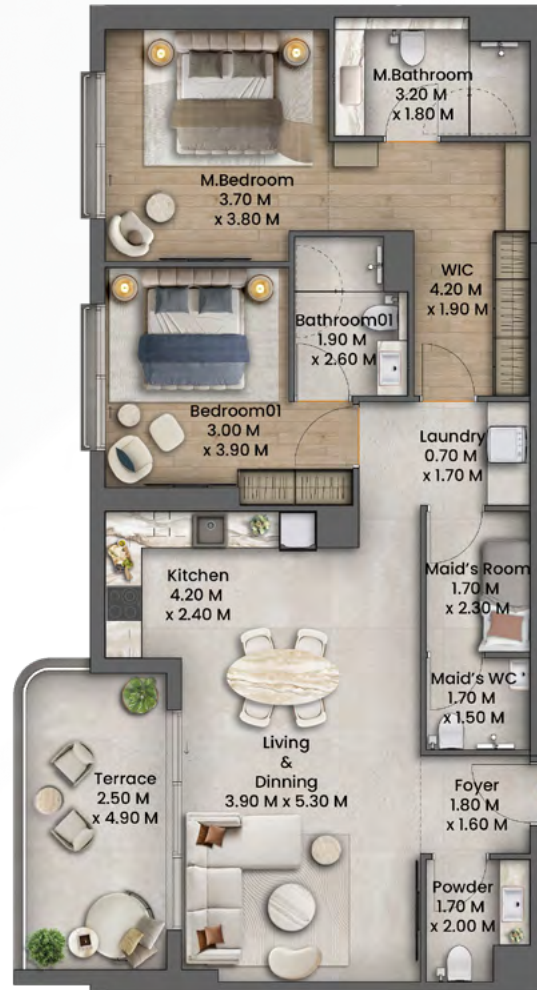 M.Bathroom
3.20 M
x 1.80 M
M.Bedroom
3.70 M
x 3.80 M
WIC
4.20 M
x 1.90 M
Bathroom01
1.90 M
x 2.60 M
Bedroom01
3.00 M
x 3.90 M
Laundry
0.70 M
x 1.70 M
Kitchen
4.20 M
x 2.40 M
Maid's Room
1.70 M
x 2.30 M
Maid's WC
1.70 M
x 1.50 M
Living
&
Dinning
3.90 M x 5.30 M
Terrace
2.50 M
x 4.90 M
Foyer
1.80 M
x 1.60 M
Powder
1.70 M
x 2.00 M